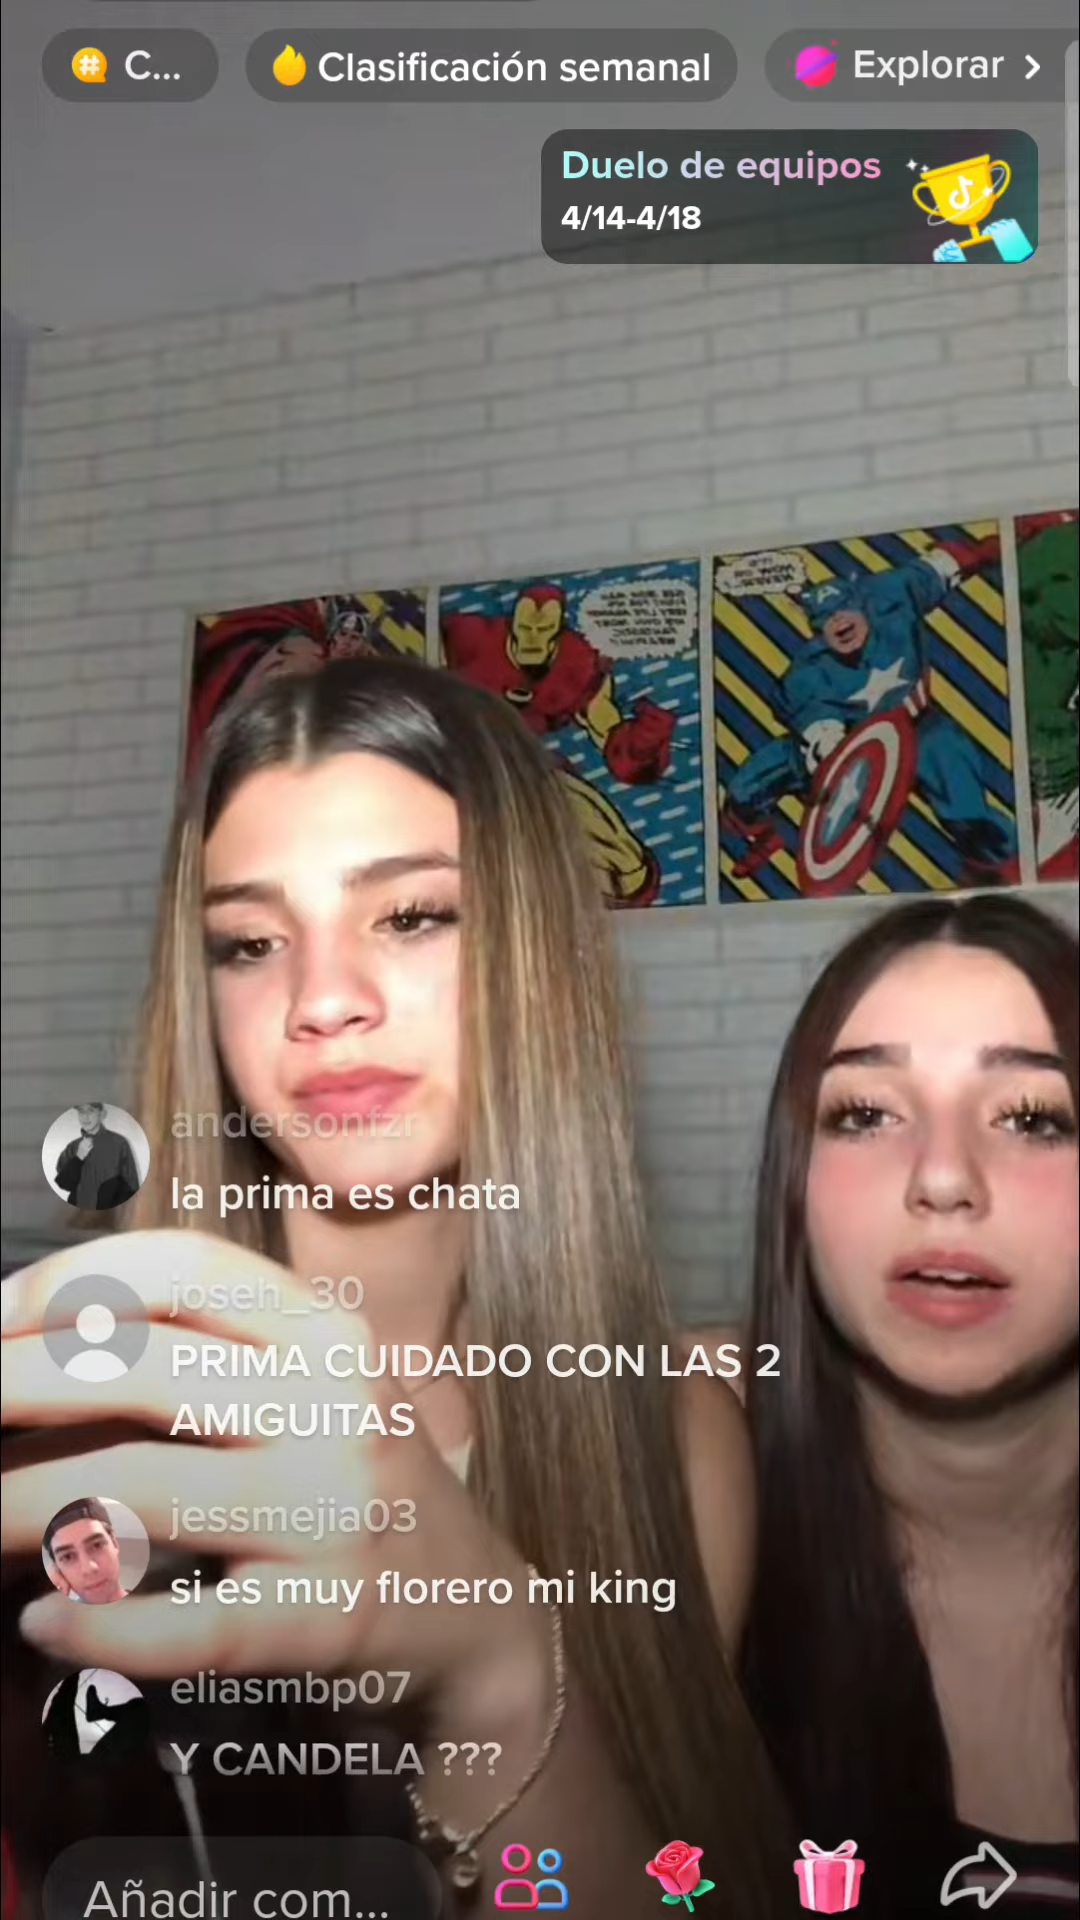 C...
Clasificación semanal
Explorar >
Duelo de equipos
4/14-4/18
andersonfzr
la prima es chata
joseh_30
PRIMA CUIDADO CON LAS 2
AMIGUITAS
jessmejia03
si es muy florero mi king
eliasmbp07
Y CANDELA ???
Añadir com...